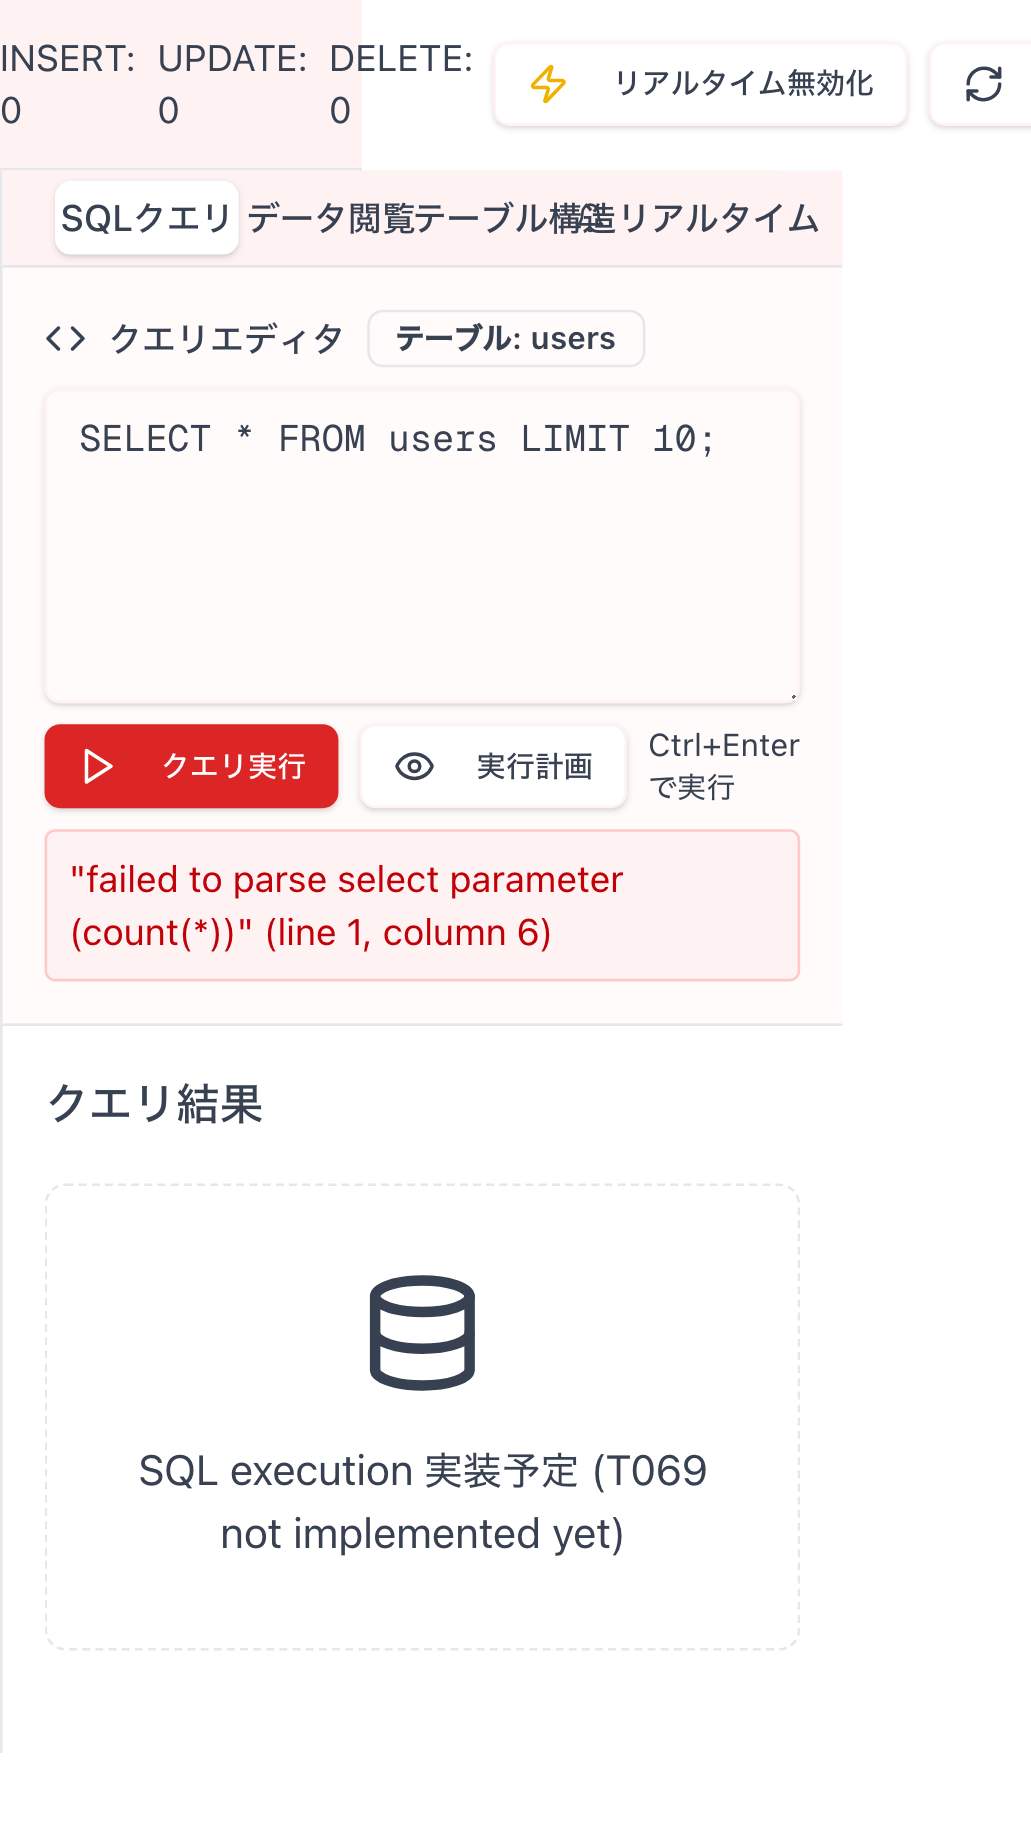 INSERT: UPDATE: DELETE:
0 0 0
リアルタイム無効化
SQLクエリ データ閲覧 テーブル構造 リアルタイム
クエリエディタ テーブル: users
SELECT * FROM users LIMIT 10;
クエリ実行 実行計画 Ctrl+Enter
で実行
"failed to parse select parameter
(count(*))" (line 1, column 6)
クエリ結果
SQL execution 実装予定 (T069
not implemented yet)